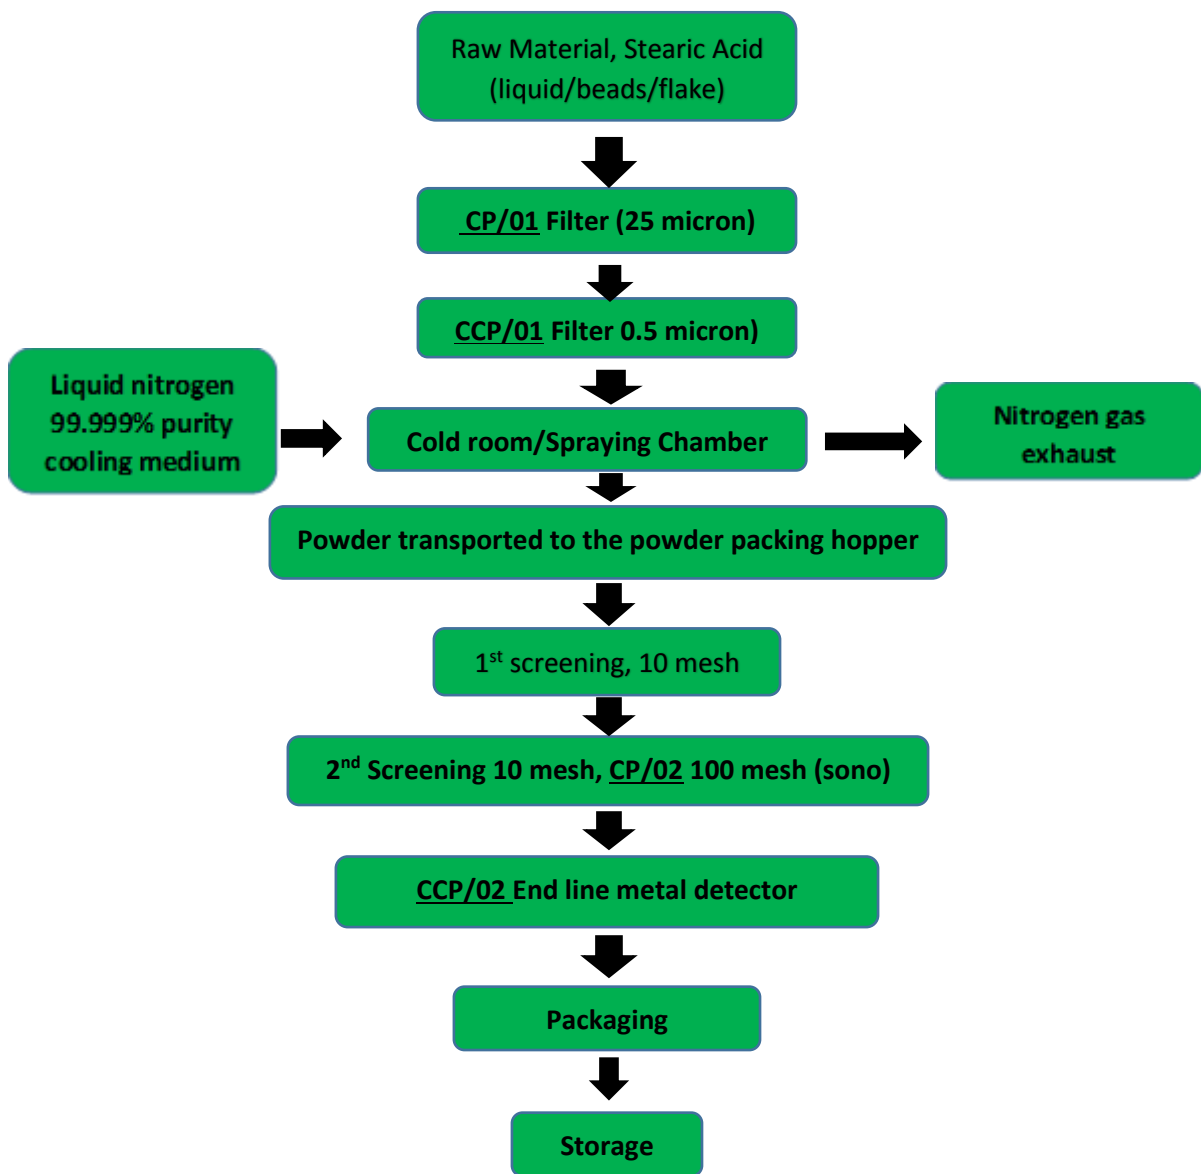 Raw Material, Stearic Acid
(liquid/beads/flake)
CP/01 Filter (25 micron)
CCP/01 Filter 0.5 micron)
Liquid nitrogen
99.999% purity
cooling medium
Cold room/Spraying Chamber
Nitrogen gas
exhaust
Powder transported to the powder packing hopper
1st screening, 10 mesh
2nd Screening 10 mesh, CP/02 100 mesh (sono)
CCP/02 End line metal detector
Packaging
Storage